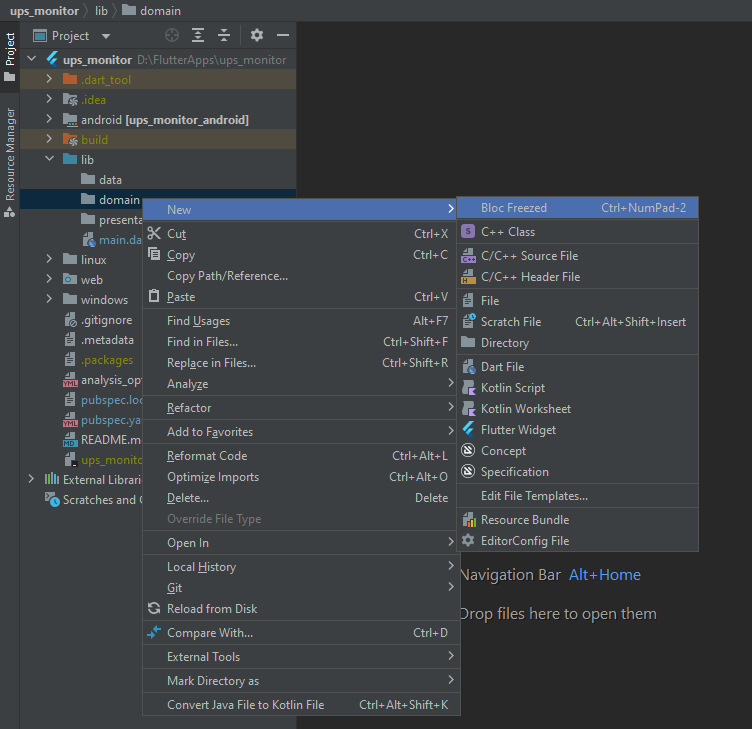 ups_monitor lib domain
Project
Resource Manager
Project
ups_monitor D:\FlutterApps\ups_monitor
.dart_tool
.idea
android [ups_monitor_android]
build
lib
data
domain
presenta
main.da
linux
web
windows
.gitignore
.metadata
.packages
analysis_opt
pubspec.loc
pubspec.ya
README.m
ups_monito
External Librari
Scratches and C
New
Cut Ctrl+X
Copy Ctrl+C
Copy Path/Reference...
Paste Ctrl+V
Find Usages Alt+F7
Find in Files... Ctrl+Shift+F
Replace in Files... Ctrl+Shift+R
Analyze
Refactor
Add to Favorites
Reformat Code Ctrl+Alt+L
Optimize Imports Ctrl+Alt+O
Delete... Delete
Override File Type
Open In
Local History
Git
Reload from Disk
Compare With... Ctrl+D
External Tools
Mark Directory as
Convert Java File to Kotlin File Ctrl+Alt+Shift+K
Bloc Freezed Ctrl+NumPad-2
C++ Class
C/C++ Source File
C/C++ Header File
File
Scratch File Ctrl+Alt+Shift+Insert
Directory
Dart File
Kotlin Script
Kotlin Worksheet
Flutter Widget
Concept
Specification
Edit File Templates...
Resource Bundle
EditorConfig File
Navigation Bar Alt+Home
Drop files here to open them